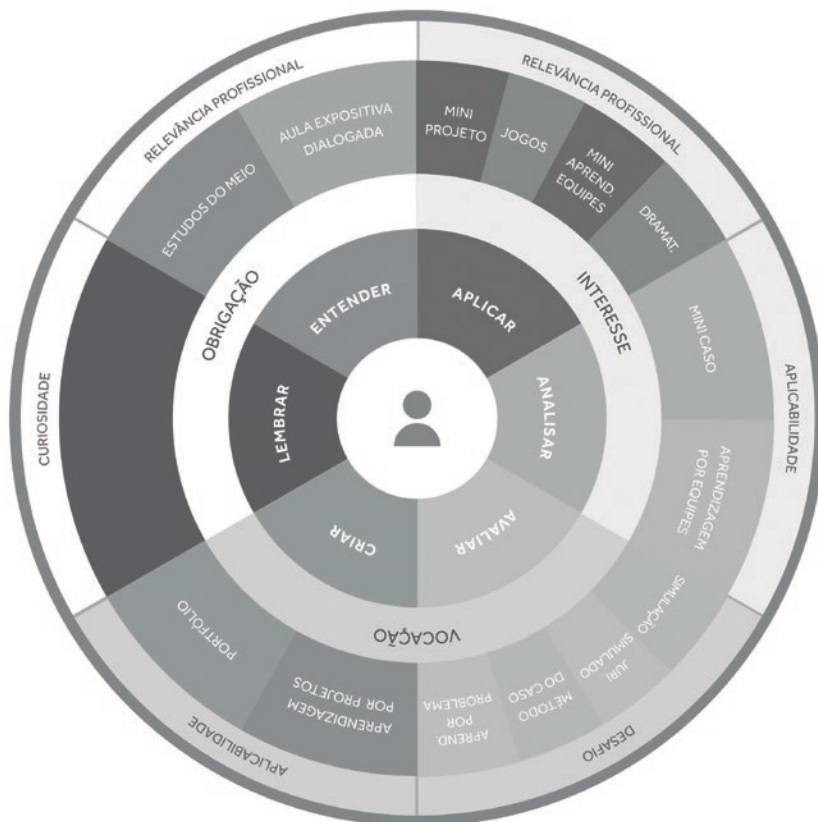 RELEVÂNCIA PROFISSIONAL
RELEVÂNCIA PROFISSIONAL
AULA EXPOSITIVA
DIALOGADA
ESTUDOS DO MEIO
MINI
PROJETO
JOGOS
MINI
APREND.
EQUIPES
DRAMAT.
OBRIGAÇÃO
INTERESSE
ENTENDER
APLICAR
LEMBRAR
ANALISAR
CRIAR
AVALIAR
VOCAÇÃO
CURIOSIDADE
APLICABILIDADE
MINI CASO
APRENDIZAGEM
POR EQUIPES
SIMULAÇÃO
JURI
SIMULADO
MÉTODO
DO CASO
APREND.
POR
PROBLEMA
APRENDIZAGEM
POR PROJETOS
PORTFÓLIO
APLICABILIDADE
DESAFIO